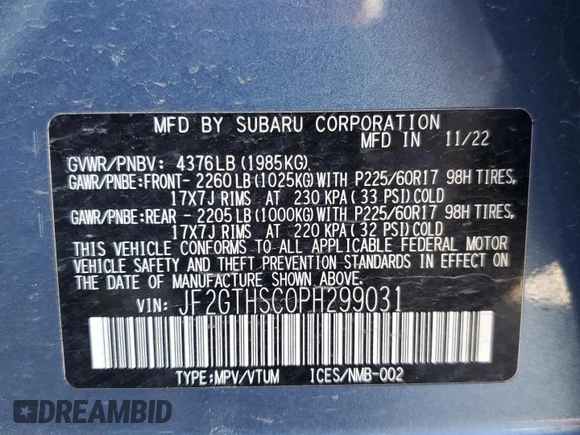 MFD BY SUBARU CORPORATION
MFD IN 11/22
GVWR/PNBV: 4376LB(1985KG)
GAWR/PNBE:FRONT- 2260LB(1025KG)WITH P225/60R17 98H TIRES,
17X7J RIMS AT 230 KPA(33 PSI)COLD
GAWR/PNBE:REAR - 2205LB(1000KG)WITH P225/60R17 98H TIRES,
17X7J RIMS AT 220 KPA(32 PSI)COLD
THIS VEHICLE CONFORMS TO ALL APPLICABLE FEDERAL MOTOR
VEHICLE SAFETY AND THEFT PREVENTION STANDARDS IN EFFECT ON
THE DATE OF MANUFACTURE SHOWN ABOVE.
VIN: JF2GTHSC0PH299031
TYPE:MPV/VTUM ICES/NMB-002
DREAMBID